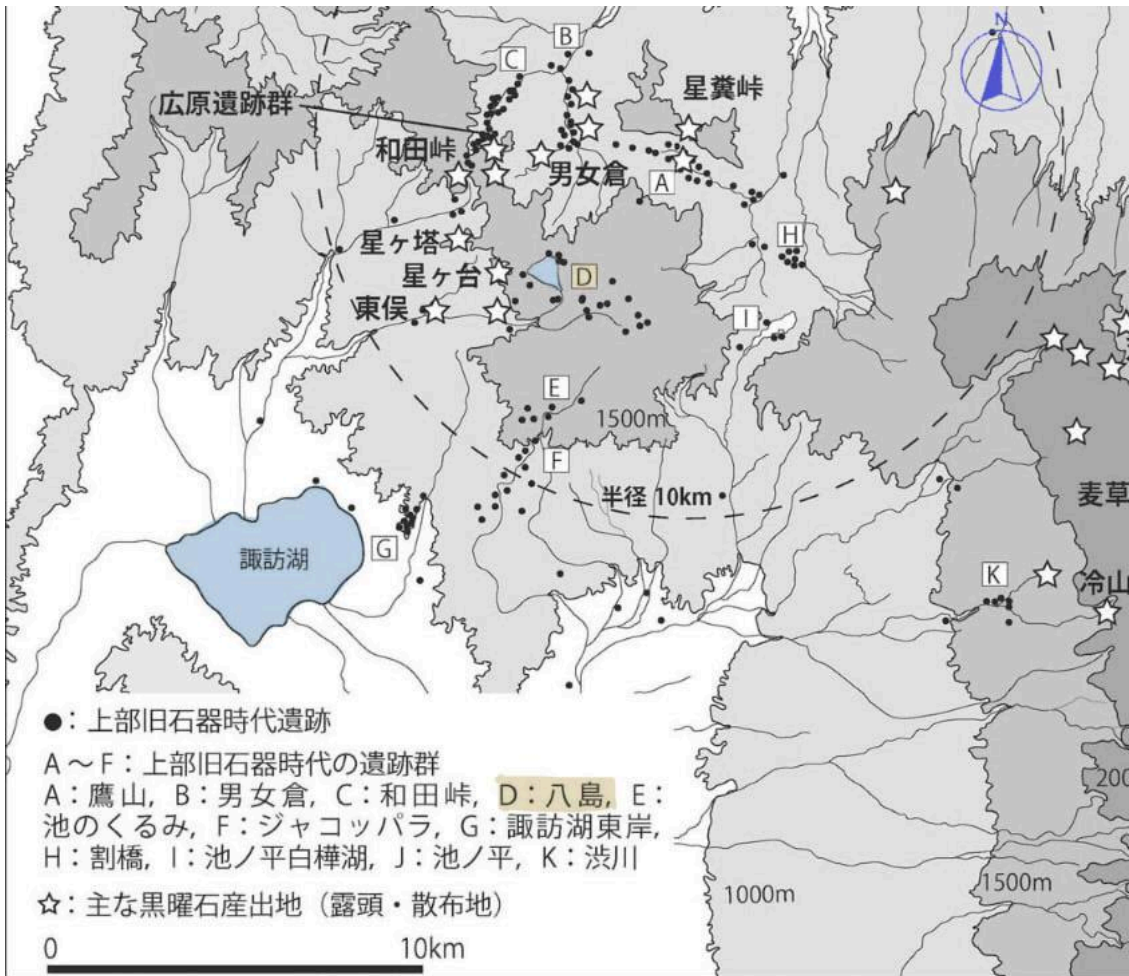 N
B
C
星糞峠
広原遺跡群
和田峠
男女倉
A
H
星ヶ塔
星ヶ台
D
東俣
I
E
1500m
F
半径 10km
麦草
諏訪湖
G
K
冷山
●：上部旧石器時代遺跡
A～F：上部旧石器時代の遺跡群
A：鷹山, B：男女倉, C：和田峠, D：八島, E：
池のくるみ, F：ジャコッパラ, G：諏訪湖東岸,
H：割橋, I：池ノ平白樺湖, J：池ノ平, K：渋川
☆：主な黒曜石産出地（露頭・散布地）
0 10km
1000m
1500m
200